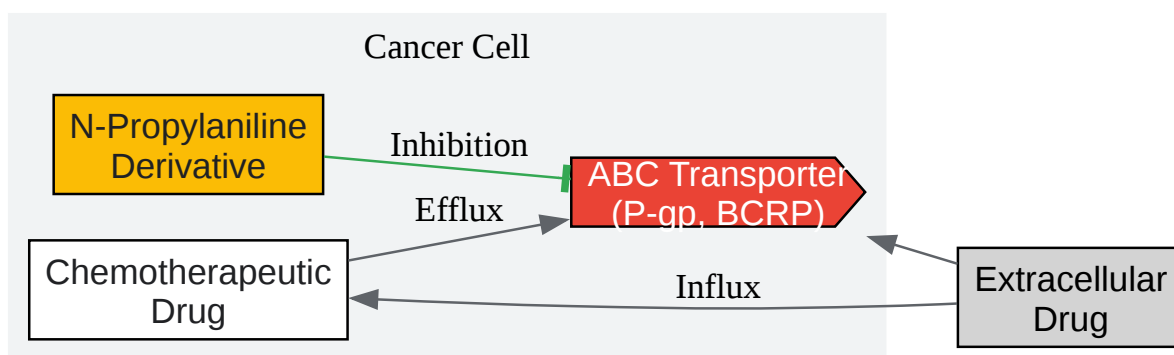 Cancer Cell
N-Propylaniline
Derivative
Inhibition
ABC Transporter
(P-gp, BCRP)
Efflux
Chemotherapeutic
Drug
Influx
Extracellular
Drug